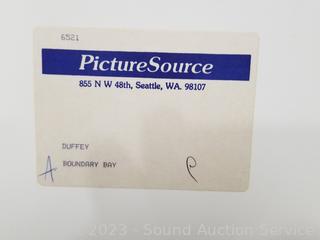 6521
PictureSource
855 N W 48th, Seattle, WA. 98107
DUFFEY
A BOUNDARY BAY
P
© 2023 - Sound Auction Service